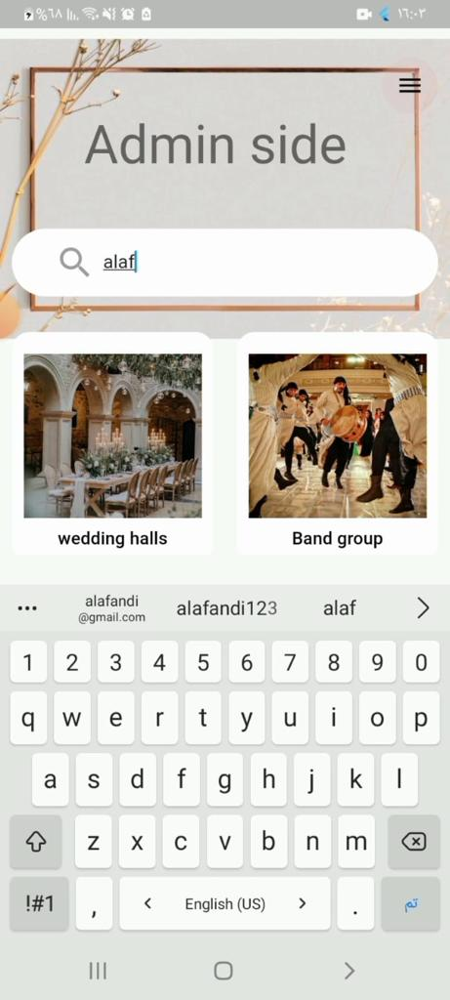 %٦٨ ١٦:٠٣
Admin side
alaf
wedding halls Band group
alafandi alafandi123 alaf
@gmail.com
1 2 3 4 5 6 7 8 9 0
q w e r t y u i o p
a s d f g h j k l
z x c v b n m
!#1 , English (US) . تم